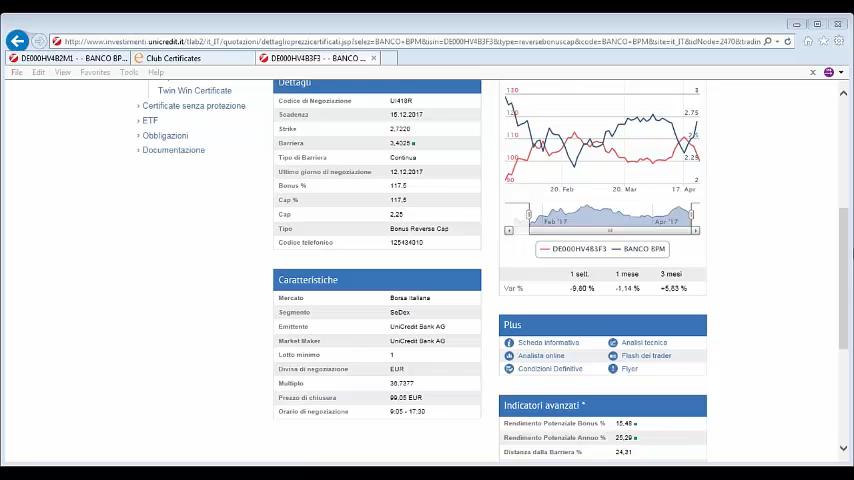 http://www.investimenti.unicredit.it/tlab2/it_IT/quotazioni/dettaglioprezzicertificati.jsp?selez=BANCO+BPM&isin=DE000HV4B3F3&type=reversebonuscap&code=BANCO+BPM&site=it_IT&idNode=2470&tradin
DE000HV4B2M1 - - BANCO BP...
Club Certificates
DE000HV4B3F3 - - BANCO ...
File Edit View Favorites Tools Help
Twin Win Certificate
Certificate senza protezione
ETF
Obbligazioni
Documentazione
Dettagli
Codice di Negoziazione UI418R
Scadenza 15.12.2017
Strike 2,7220
Barriera 3,4025
Tipo di Barriera Continua
Ultimo giorno di negoziazione 12.12.2017
Bonus % 117,5
Cap % 117,5
Cap 2,25
Tipo Bonus Reverse Cap
Codice telefonico 125434010
Caratteristiche
Mercato Borsa Italiana
Segmento SeDex
Emittente UniCredit Bank AG
Market Maker UniCredit Bank AG
Lotto minimo 1
Divisa di negoziazione EUR
Multiplo 36,7377
Prezzo di chiusura 99,05 EUR
Orario di negoziazione 9:05 - 17:30
130 3
120 2.75
110
100 2.25
90 2
20. Feb 20. Mar 17. Apr
Feb '17 Apr '17
DE000HV4B3F3 BANCO BPM
1 sett. 1 mese 3 mesi
Var % -9,60 % -1,14 % +5,63 %
Plus
Scheda informativa Analisi tecnica
Analista online Flash dei trader
Condizioni Definitive Flyer
Indicatori avanzati *
Rendimento Potenziale Bonus % 15,48
Rendimento Potenziale Annuo % 25,29
Distanza dalla Barriera % 24,31